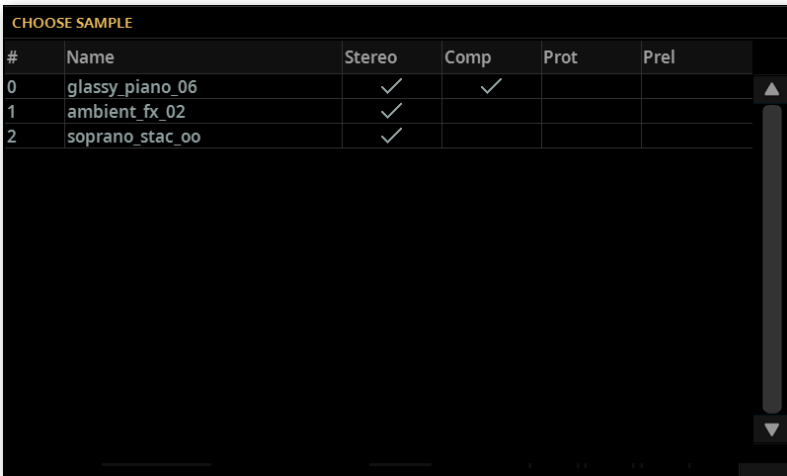 CHOOSE SAMPLE
# Name Stereo Comp Prot Prel
0 glassy_piano_06 ✓ ✓
1 ambient_fx_02 ✓
2 soprano_stac_oo ✓